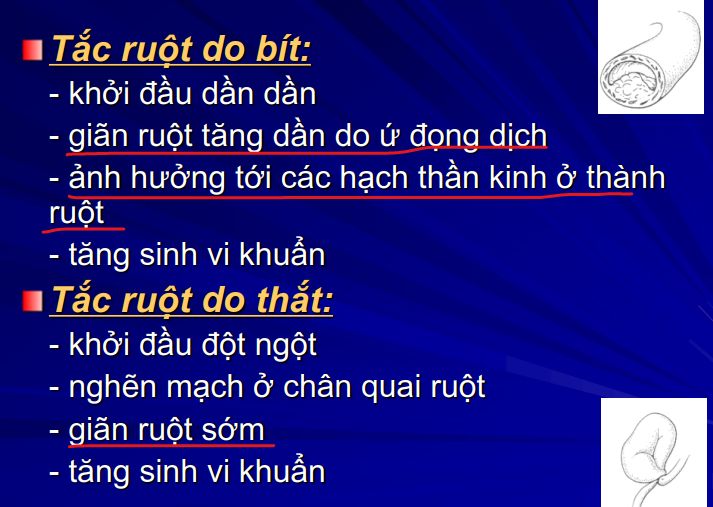 Tắc ruột do bít:
- khởi đầu dần dần
- giãn ruột tăng dần do ứ đọng dịch
- ảnh hưởng tới các hạch thần kinh ở thành
ruột
- tăng sinh vi khuẩn
Tắc ruột do thắt:
- khởi đầu đột ngột
- nghẽn mạch ở chân quai ruột
- giãn ruột sớm
- tăng sinh vi khuẩn